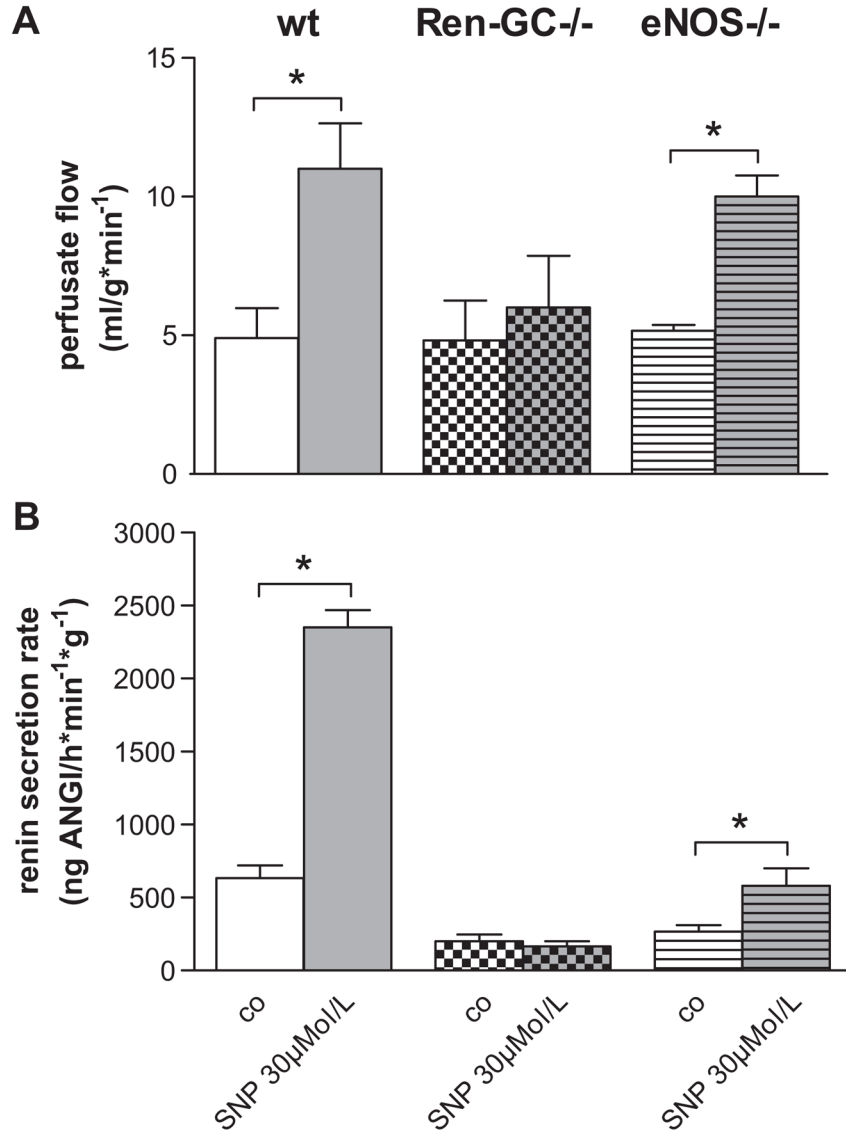 A
wt Ren-GC-/- eNOS-/-
perfusate flow
(ml/g*min-1)
15
10
5
0
*
*
B
renin secretion rate
(ng ANGI/h*min-1*g-1)
3000
2500
2000
1500
1000
500
0
*
*
co
SNP 30µMol/L
co
SNP 30µMol/L
co
SNP 30µMol/L